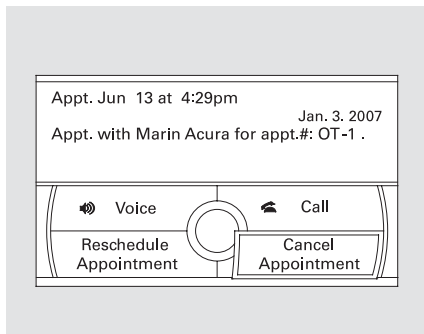 Appt. Jun 13 at 4:29pm
Jan. 3. 2007
Appt. with Marin Acura for appt.#: OT-1 .
Voice
Call
Reschedule
Appointment
Cancel
Appointment